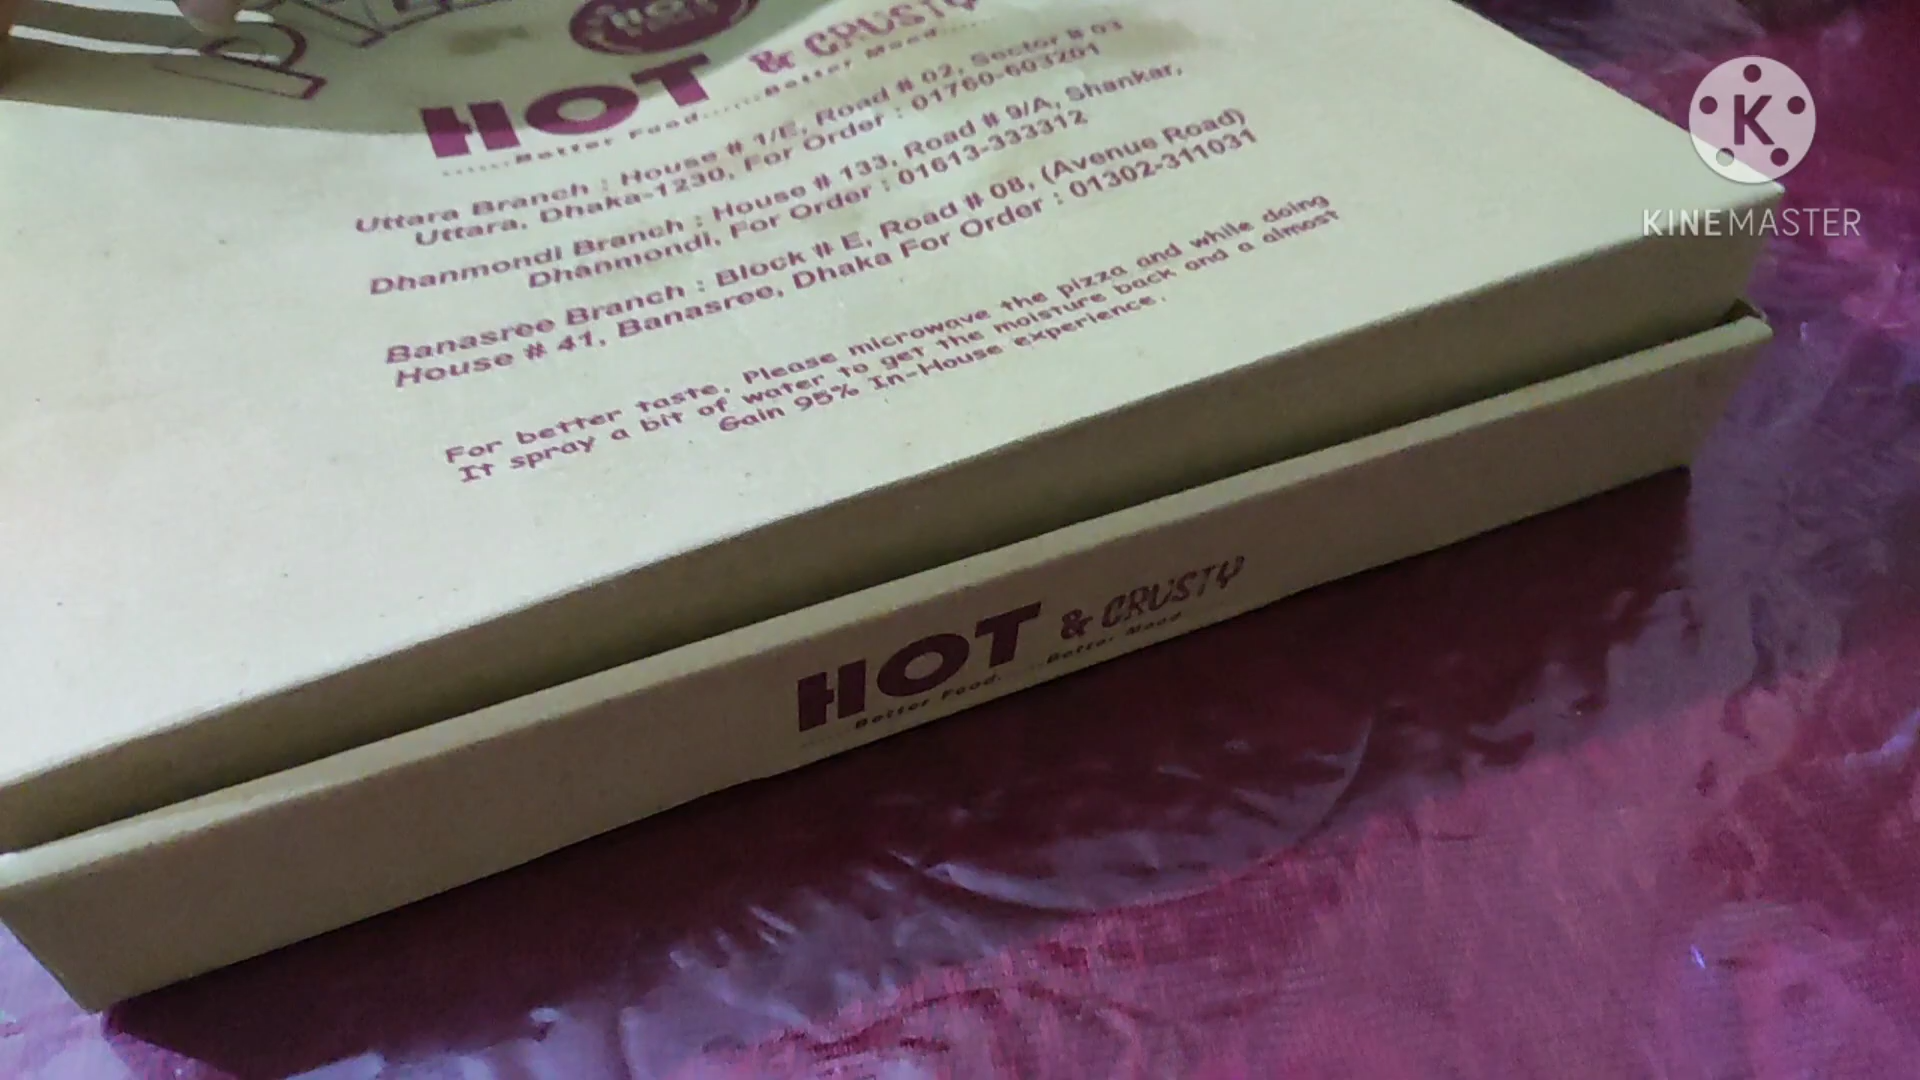 HOT
HOT & CRUSTY
......Better Food......Better Mood......
Uttara Branch : House # 1/E, Road # 02, Sector # 03
Uttara, Dhaka-1230, For Order : 01760-603201
Dhanmondi Branch : House # 133, Road # 9/A, Shankar,
Dhanmondi, For Order : 01613-333312
Banasree Branch : Block # E, Road # 08, (Avenue Road)
House # 41, Banasree, Dhaka For Order : 01302-311031
For better taste. Please microwave the pizza and while doing
It spray a bit of water to get the moisture back and a almost
Gain 95% In-House experience.
HOT & CRUSTY
......Better Food......Better Mood......
K
KINEMASTER